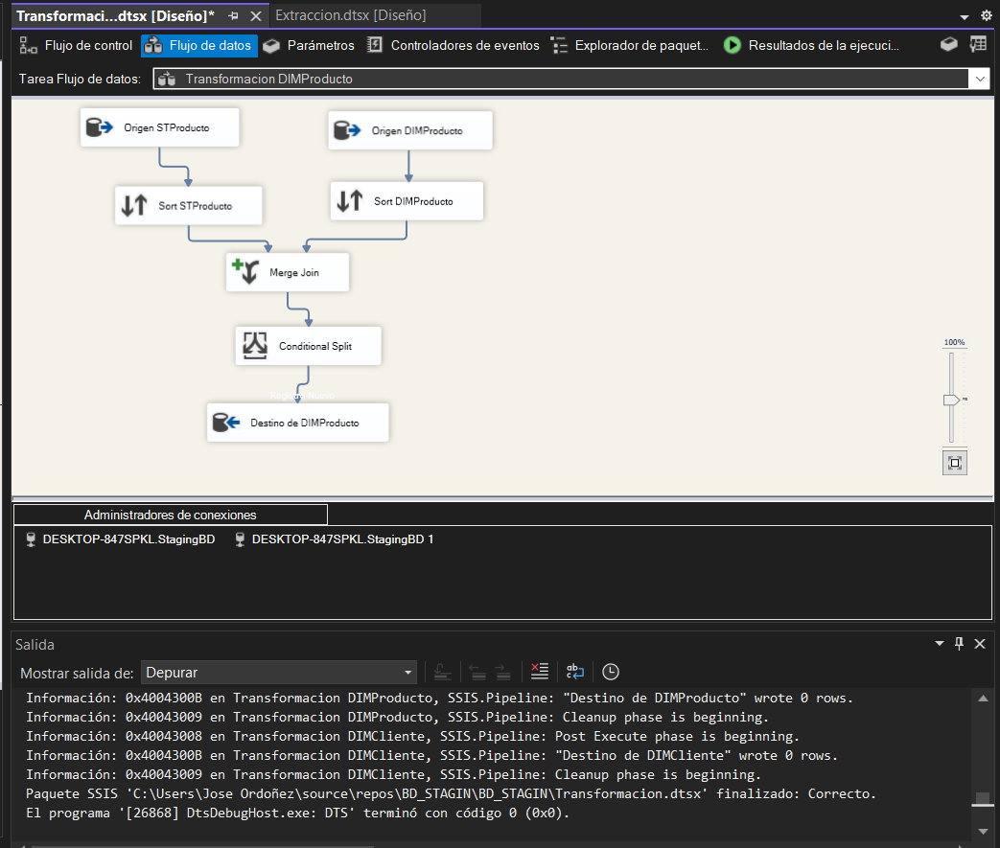 Transformaci...dtsx [Diseño]* Extraccion.dtsx [Diseño]
Flujo de control Flujo de datos Parámetros Controladores de eventos Explorador de paquet... Resultados de la ejecuci...
Tarea Flujo de datos: Transformacion DIMProducto
Origen STProducto Origen DIMProducto
Sort STProducto Sort DIMProducto
Merge Join
100%
Conditional Split
Registro Nuevo
Destino de DIMProducto
Administradores de conexiones
DESKTOP-847SPKL.StagingBD DESKTOP-847SPKL.StagingBD 1
Salida
Mostrar salida de: Depurar
Información: 0x4004300B en Transformacion DIMProducto, SSIS.Pipeline: "Destino de DIMProducto" wrote 0 rows.
Información: 0x40043009 en Transformacion DIMProducto, SSIS.Pipeline: Cleanup phase is beginning.
Información: 0x40043008 en Transformacion DIMCliente, SSIS.Pipeline: Post Execute phase is beginning.
Información: 0x4004300B en Transformacion DIMCliente, SSIS.Pipeline: "Destino de DIMCliente" wrote 0 rows.
Información: 0x40043009 en Transformacion DIMCliente, SSIS.Pipeline: Cleanup phase is beginning.
Paquete SSIS 'C:\Users\Jose Ordoñez\source\repos\BD_STAGIN\BD_STAGIN\Transformacion.dtsx' finalizado: Correcto.
El programa '[26868] DtsDebugHost.exe: DTS' terminó con código 0 (0x0).